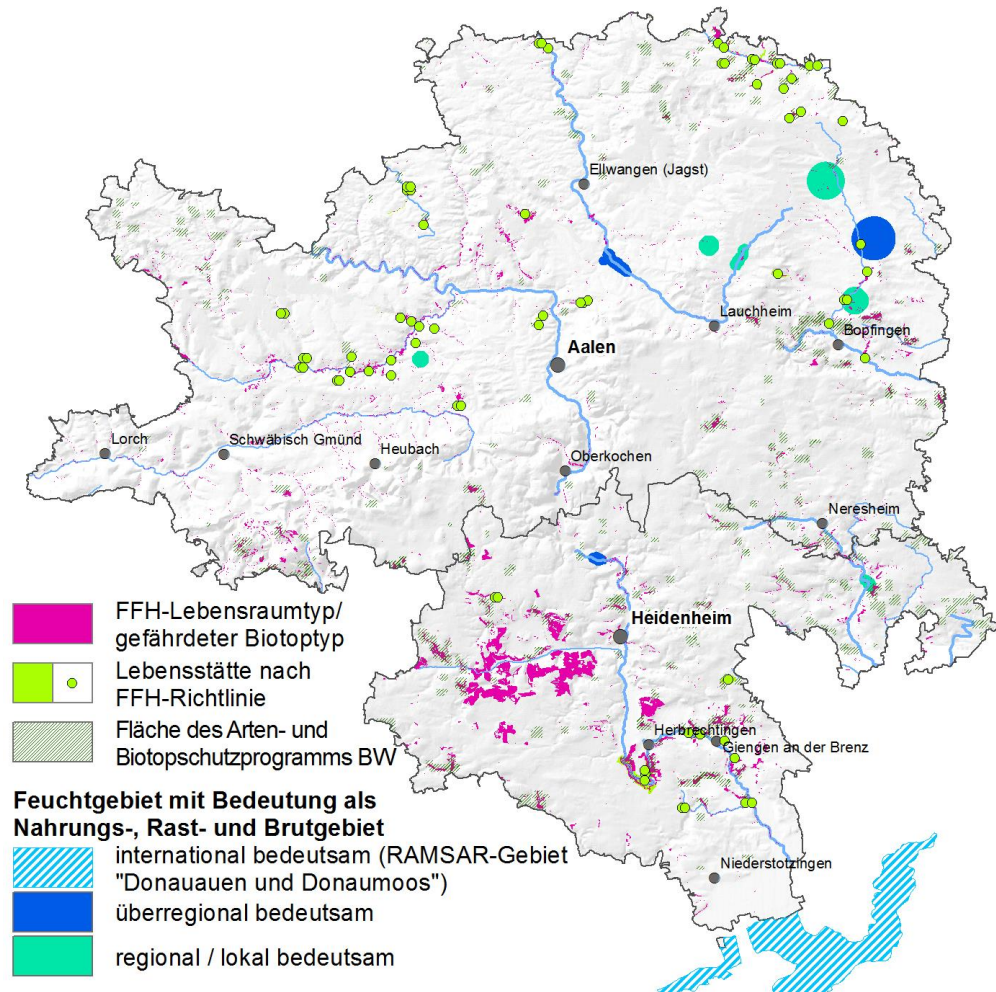 Ellwangen (Jagst)
Lauchheim
Bopfingen
Aalen
Lorch
Schwäbisch Gmünd
Heubach
Oberkochen
Neresheim
Heidenheim
Herbrechtingen
Giengen an der Brenz
Niederstotzingen
FFH-Lebensraumtyp/
gefährdeter Biotoptyp
Lebensstätte nach
FFH-Richtlinie
Fläche des Arten- und
Biotopschutzprogramms BW
Feuchtgebiet mit Bedeutung als
Nahrungs-, Rast- und Brutgebiet
international bedeutsam (RAMSAR-Gebiet
"Donauauen und Donaumoos")
überregional bedeutsam
regional / lokal bedeutsam